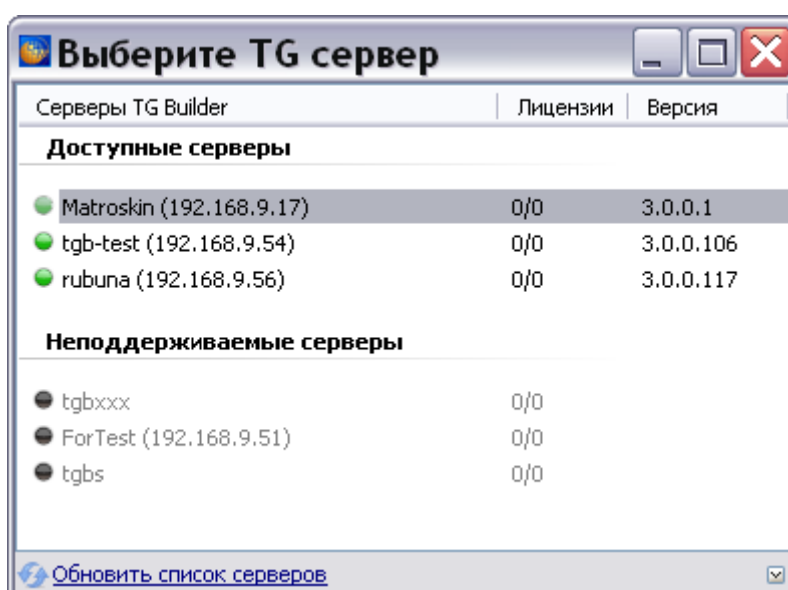 Выберите TG сервер
Серверы TG Builder Лицензии Версия
Доступные серверы
Matroskin (192.168.9.17) 0/0 3.0.0.1
tgb-test (192.168.9.54) 0/0 3.0.0.106
rubuna (192.168.9.56) 0/0 3.0.0.117
Неподдерживаемые серверы
tgbxxx 0/0
ForTest (192.168.9.51) 0/0
tgbs 0/0
Обновить список серверов